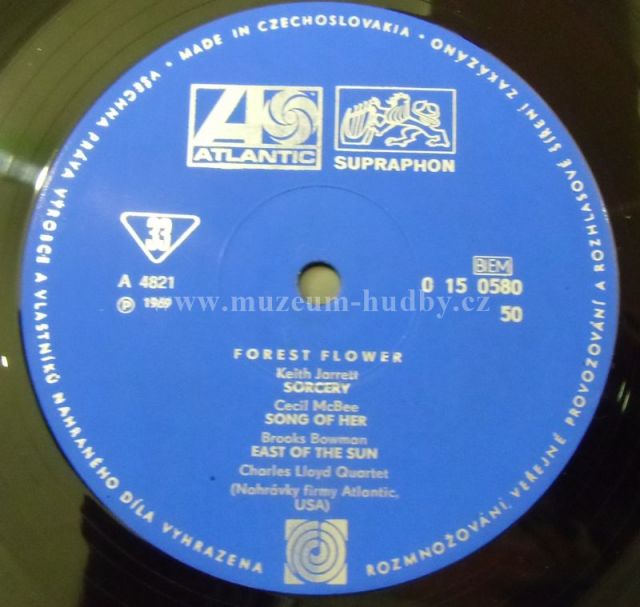 VŠECHNA PRÁVA VÝROBCE A VLASTNÍKŮ NAHRANÉHO DÍLA VYHRAZENA
• MADE IN CZECHOSLOVAKIA •
ROZMNOŽOVÁNÍ, VEŘEJNÉ PROVOZOVÁNÍ A ROZHLASOVÉ ŠÍŘENÍ ZAKÁZÁNO
ATLANTIC
SUPRAPHON
33
BIEM
A 4821
0 15 0580
℗ 1969
50
www.muzeum-hudby.cz
FOREST FLOWER
Keith Jarrett
SORCERY
Cecil McBee
SONG OF HER
Brooks Bowman
EAST OF THE SUN
Charles Lloyd Quartet
(Nahrávky firmy Atlantic,
USA)